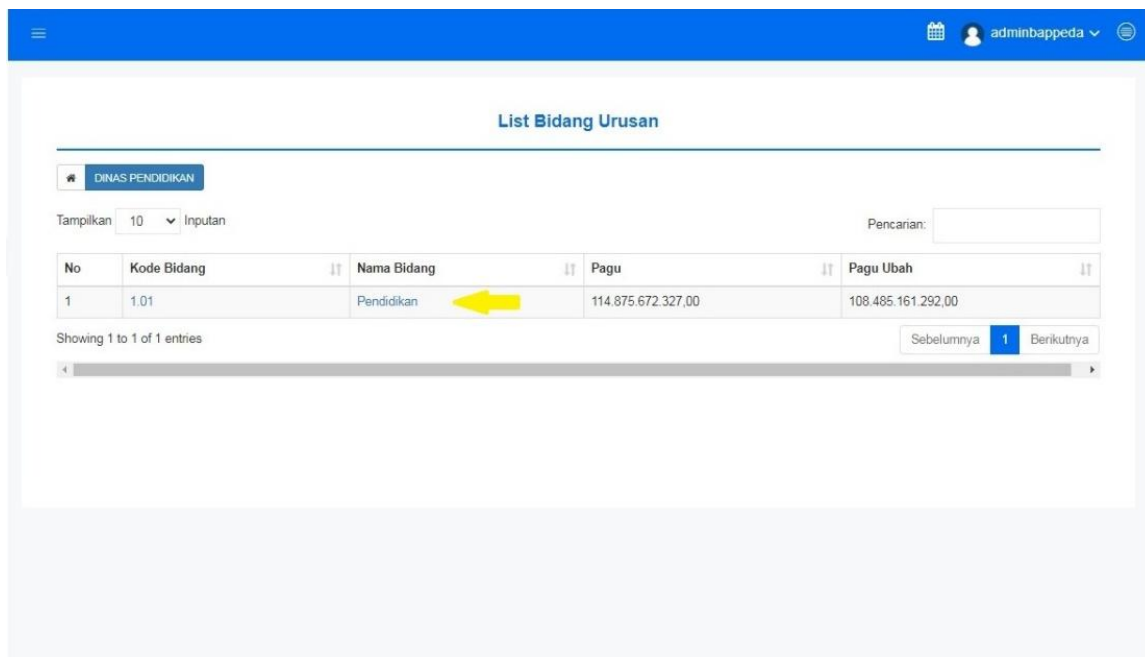 adminbappeda
List Bidang Urusan
DINAS PENDIDIKAN
Tampilkan 10 Inputan Pencarian:
No Kode Bidang Nama Bidang Pagu Pagu Ubah
1 1.01 Pendidikan 114.875.672.327,00 108.485.161.292,00
Showing 1 to 1 of 1 entries Sebelumnya 1 Berikutnya